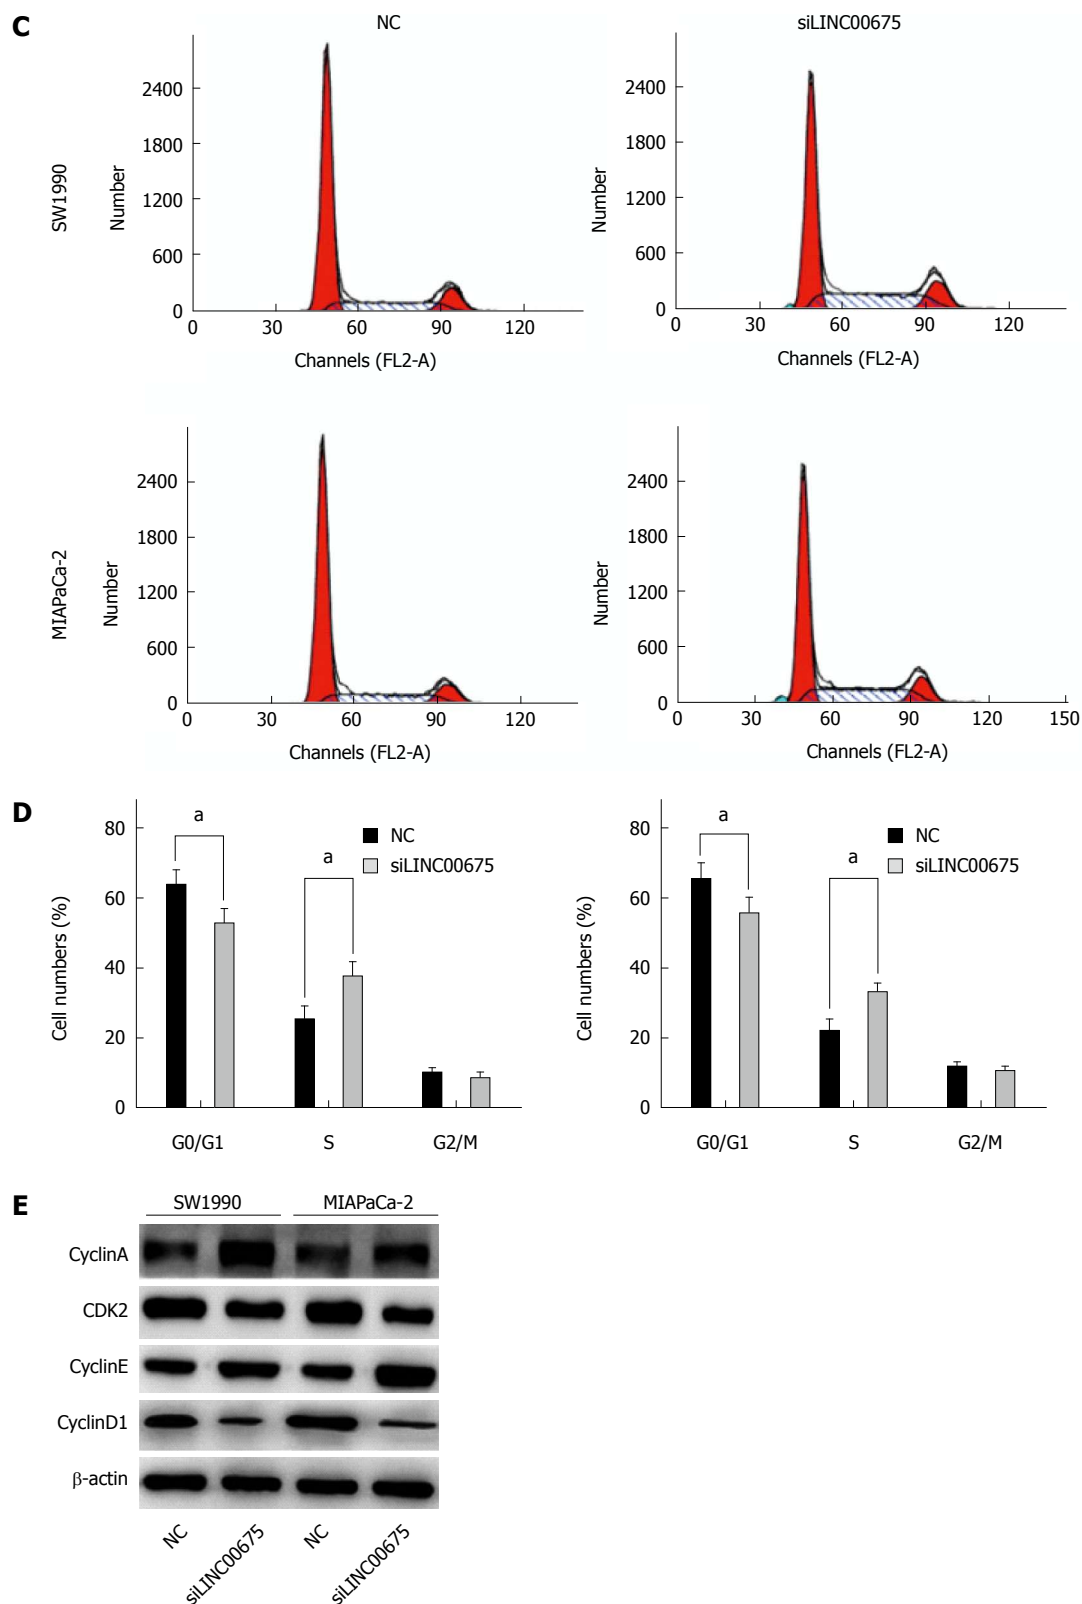 C
NC
siLINC00675
SW1990
Number
2400
1800
1200
600
0
0 30 60 90 120
Channels (FL2-A)
Number
2400
1800
1200
600
0
0 30 60 90 120
Channels (FL2-A)
MIAPaCa-2
Number
2400
1800
1200
600
0
0 30 60 90 120
Channels (FL2-A)
Number
2400
1800
1200
600
0
0 30 60 90 120 150
Channels (FL2-A)
D
Cell numbers (%)
80
60
40
20
0
a
a
NC
siLINC00675
G0/G1 S G2/M
Cell numbers (%)
80
60
40
20
0
a
a
NC
siLINC00675
G0/G1 S G2/M
E
SW1990 MIAPaCa-2
CyclinA
CDK2
CyclinE
CyclinD1
β-actin
NC siLINC00675 NC siLINC00675